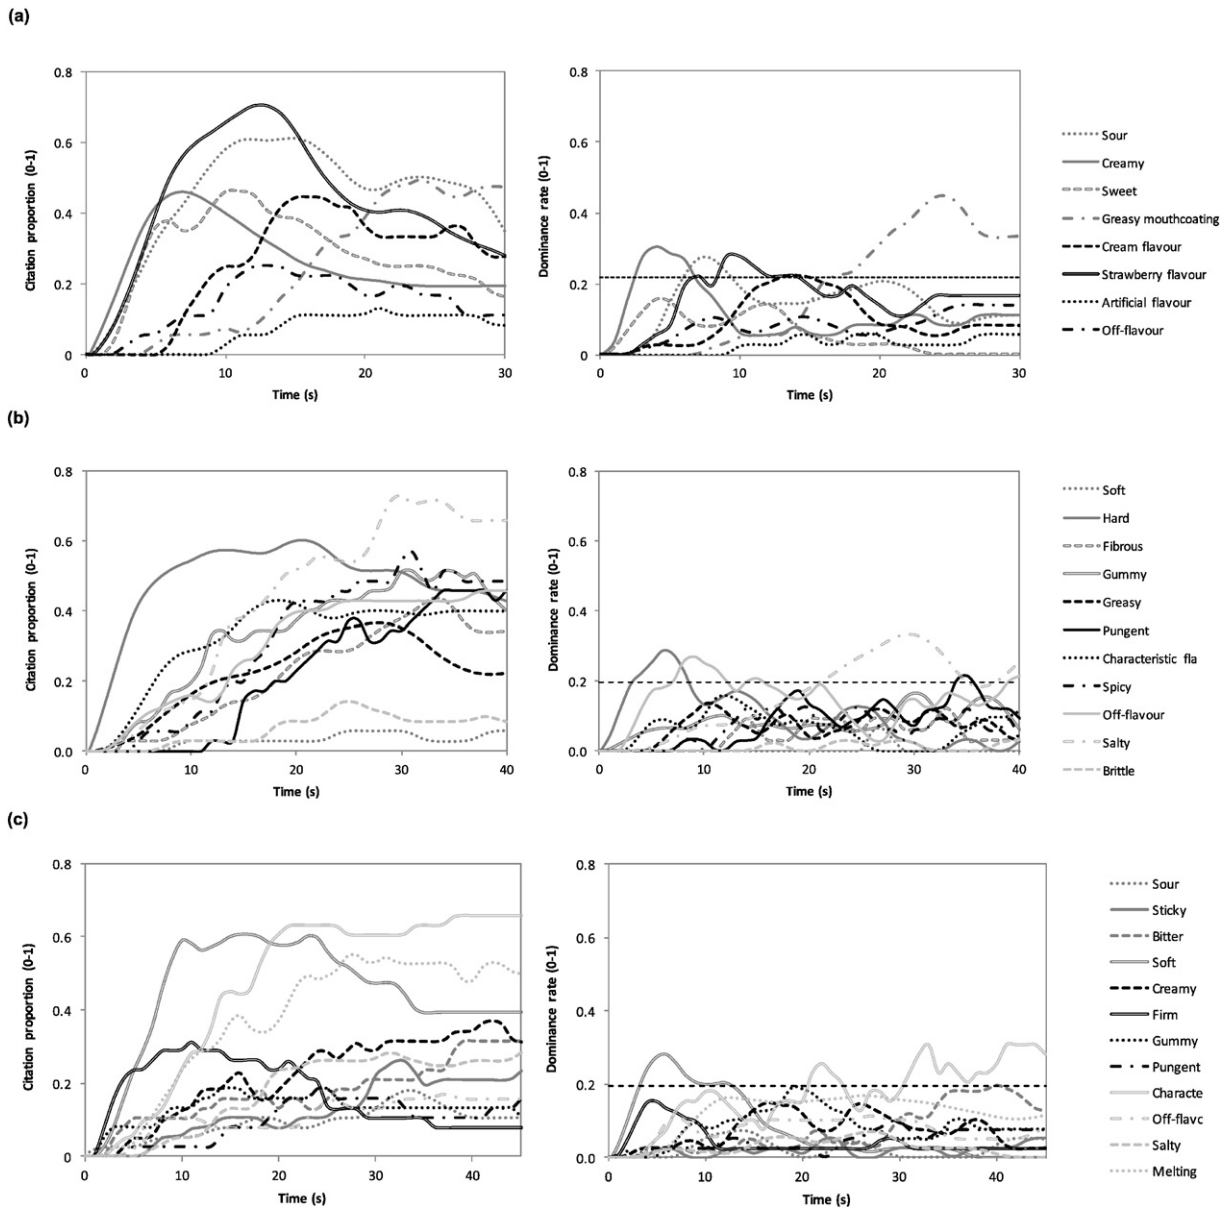 (a)
0.8
0.6
0.4
0.2
0
Citation proportion (0-1)
0 10 20 30
Time (s)
0.8
0.6
0.4
0.2
0
Dominance rate (0-1)
0 10 20 30
Time (s)
Sour
Creamy
Sweet
Greasy mouthcoating
Cream flavour
Strawberry flavour
Artificial flavour
Off-flavour
(b)
0.8
0.6
0.4
0.2
0.0
Citation proportion (0-1)
0 10 20 30 40
Time (s)
0.8
0.6
0.4
0.2
0.0
Dominance rate (0-1)
0 10 20 30 40
Time (s)
Soft
Hard
Fibrous
Gummy
Greasy
Pungent
Characteristic fla
Spicy
Off-flavour
Salty
Brittle
(c)
0.8
0.6
0.4
0.2
0
Citation proportion (0-1)
0 10 20 30 40
Time (s)
0.8
0.6
0.4
0.2
0.0
Dominance rate (0-1)
0 10 20 30 40
Time (s)
Sour
Sticky
Bitter
Soft
Creamy
Firm
Gummy
Pungent
Characte
Off-flavc
Salty
Melting